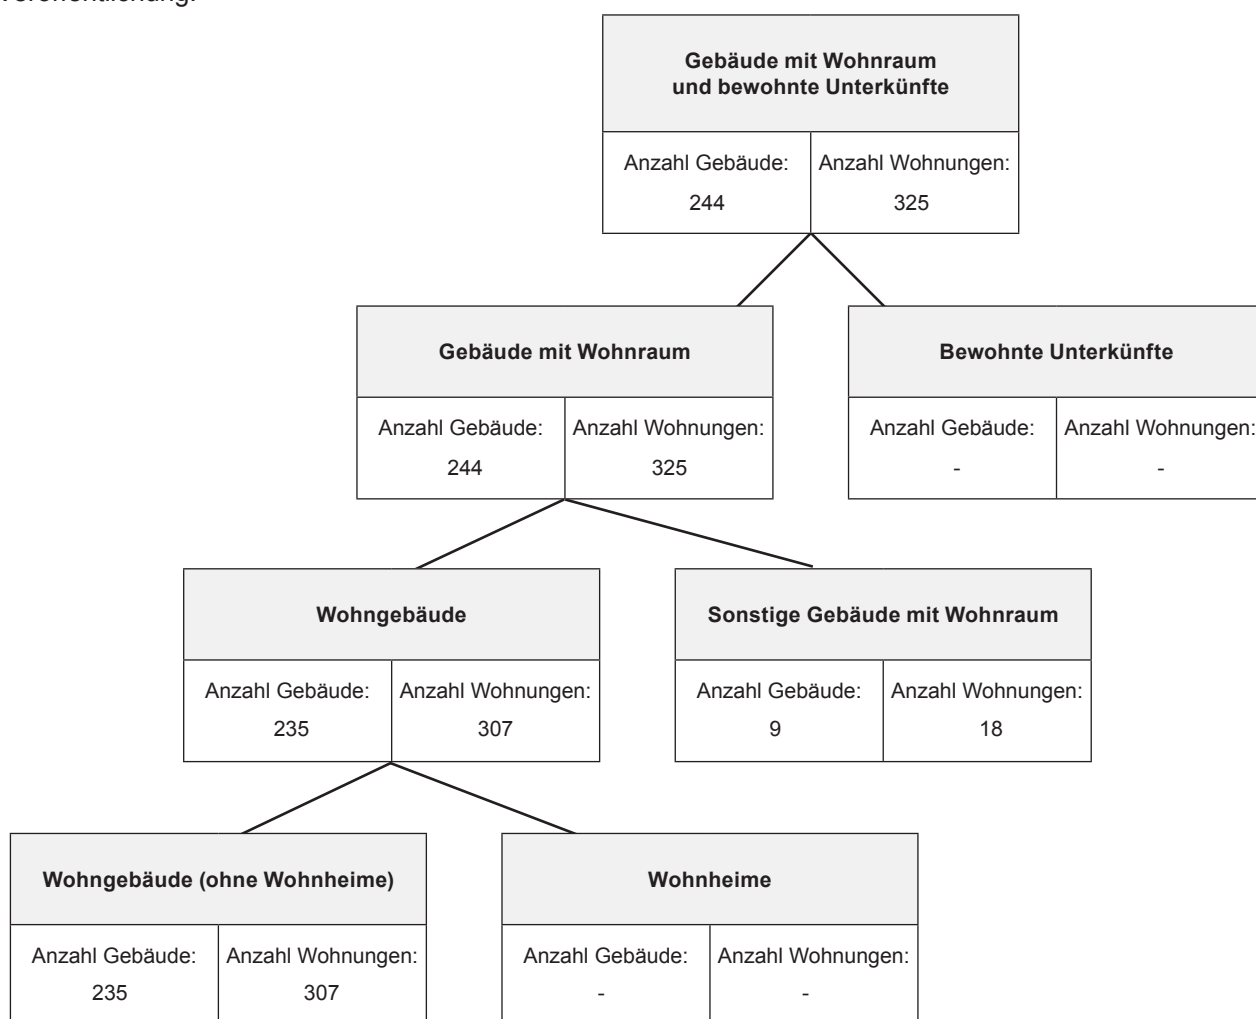 Veröffentlichung.
Gebäude mit Wohnraum
und bewohnte Unterkünfte
Anzahl Gebäude: Anzahl Wohnungen:
244 325
Gebäude mit Wohnraum
Anzahl Gebäude: Anzahl Wohnungen:
244 325
Bewohnte Unterkünfte
Anzahl Gebäude: Anzahl Wohnungen:
- -
Wohngebäude
Anzahl Gebäude: Anzahl Wohnungen:
235 307
Sonstige Gebäude mit Wohnraum
Anzahl Gebäude: Anzahl Wohnungen:
9 18
Wohngebäude (ohne Wohnheime)
Anzahl Gebäude: Anzahl Wohnungen:
235 307
Wohnheime
Anzahl Gebäude: Anzahl Wohnungen:
- -